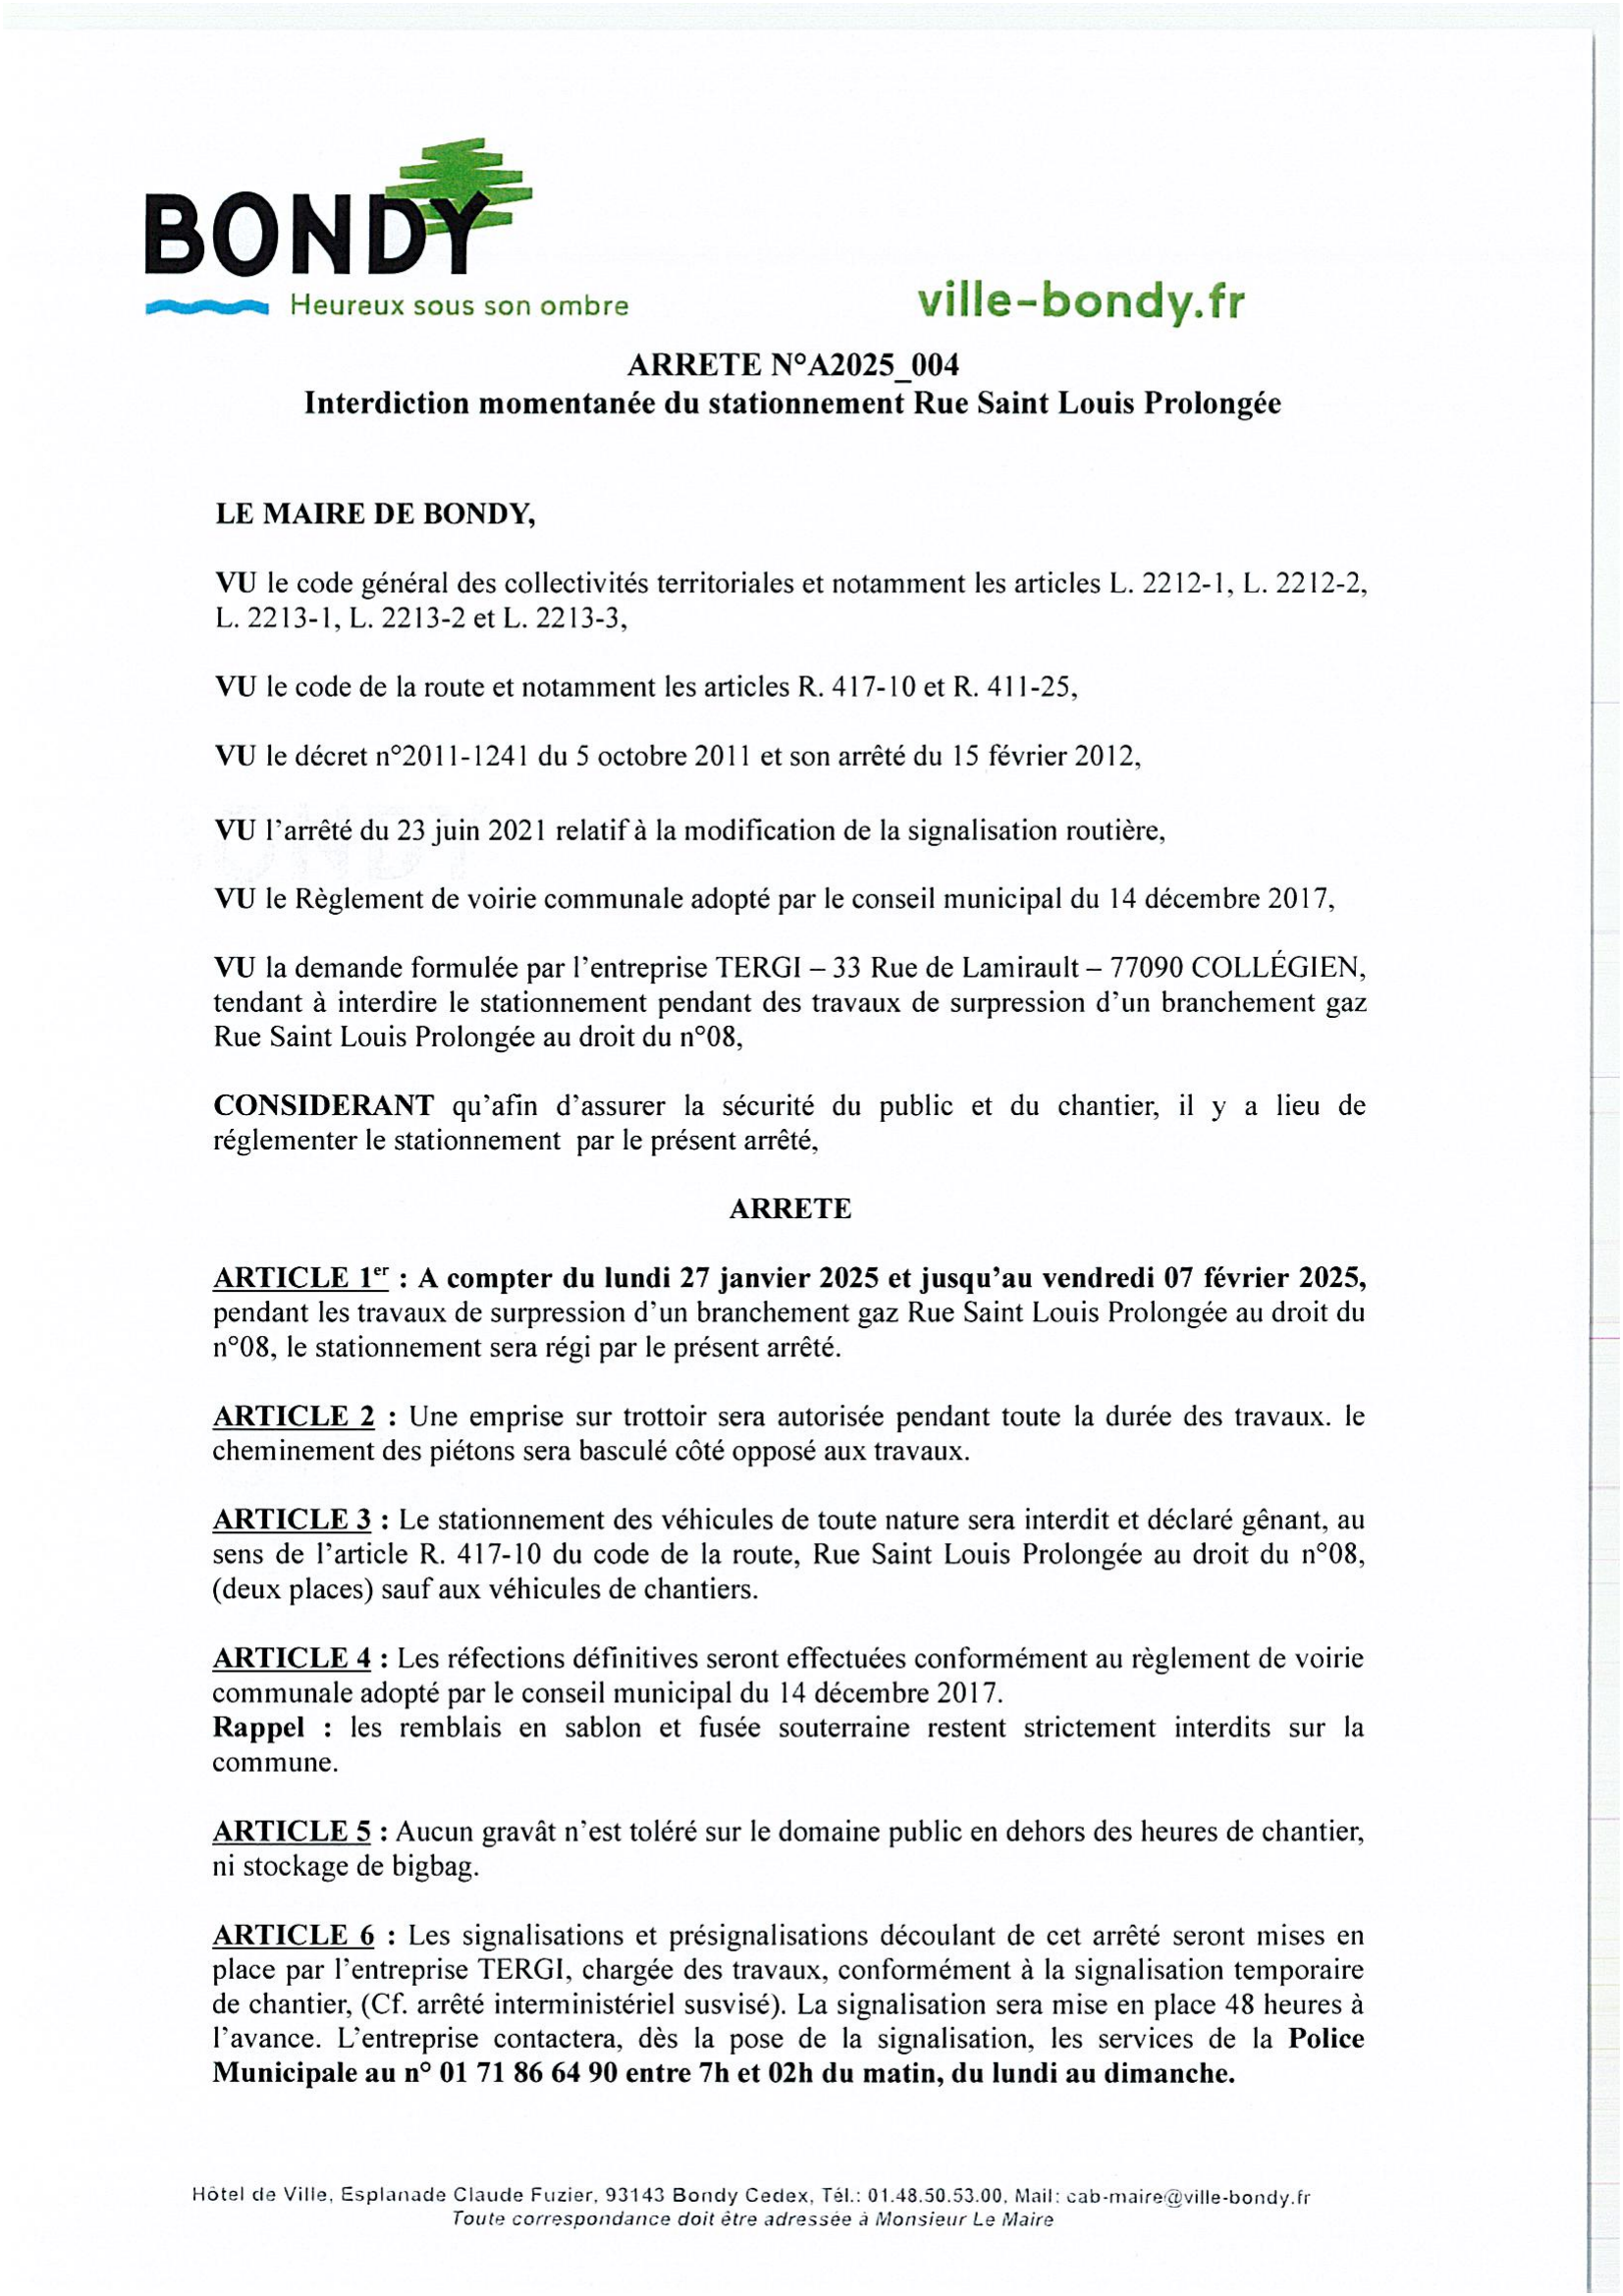 BONDY
Heureux sous son ombre
ville-bondy.fr
ARRETE N°A2025_004
Interdiction momentanée du stationnement Rue Saint Louis Prolongée
LE MAIRE DE BONDY,
VU le code général des collectivités territoriales et notamment les articles L. 2212-1, L. 2212-2,
L. 2213-1, L. 2213-2 et L. 2213-3,
VU le code de la route et notamment les articles R. 417-10 et R. 411-25,
VU le décret n°2011-1241 du 5 octobre 2011 et son arrêté du 15 février 2012,
VU l’arrêté du 23 juin 2021 relatif à la modification de la signalisation routière,
VU le Règlement de voirie communale adopté par le conseil municipal du 14 décembre 2017,
VU la demande formulée par l’entreprise TERGI – 33 Rue de Lamirault – 77090 COLLÉGIEN,
tendant à interdire le stationnement pendant des travaux de surpression d’un branchement gaz
Rue Saint Louis Prolongée au droit du n°08,
CONSIDERANT qu’afin d’assurer la sécurité du public et du chantier, il y a lieu de
réglementer le stationnement par le présent arrêté,
ARRETE
ARTICLE 1er : A compter du lundi 27 janvier 2025 et jusqu’au vendredi 07 février 2025,
pendant les travaux de surpression d’un branchement gaz Rue Saint Louis Prolongée au droit du
n°08, le stationnement sera régi par le présent arrêté.
ARTICLE 2 : Une emprise sur trottoir sera autorisée pendant toute la durée des travaux. le
cheminement des piétons sera basculé côté opposé aux travaux.
ARTICLE 3 : Le stationnement des véhicules de toute nature sera interdit et déclaré gênant, au
sens de l’article R. 417-10 du code de la route, Rue Saint Louis Prolongée au droit du n°08,
(deux places) sauf aux véhicules de chantiers.
ARTICLE 4 : Les réfections définitives seront effectuées conformément au règlement de voirie
communale adopté par le conseil municipal du 14 décembre 2017.
Rappel : les remblais en sablon et fusée souterraine restent strictement interdits sur la
commune.
ARTICLE 5 : Aucun gravât n’est toléré sur le domaine public en dehors des heures de chantier,
ni stockage de bigbag.
ARTICLE 6 : Les signalisations et présignalisations découlant de cet arrêté seront mises en
place par l’entreprise TERGI, chargée des travaux, conformément à la signalisation temporaire
de chantier, (Cf. arrêté interministériel susvisé). La signalisation sera mise en place 48 heures à
l’avance. L’entreprise contactera, dès la pose de la signalisation, les services de la Police
Municipale au n° 01 71 86 64 90 entre 7h et 02h du matin, du lundi au dimanche.
Hôtel de Ville, Esplanade Claude Fuzier, 93143 Bondy Cedex, Tél.: 01.48.50.53.00, Mail: cab-maire@ville-bondy.fr
Toute correspondance doit être adressée à Monsieur Le Maire